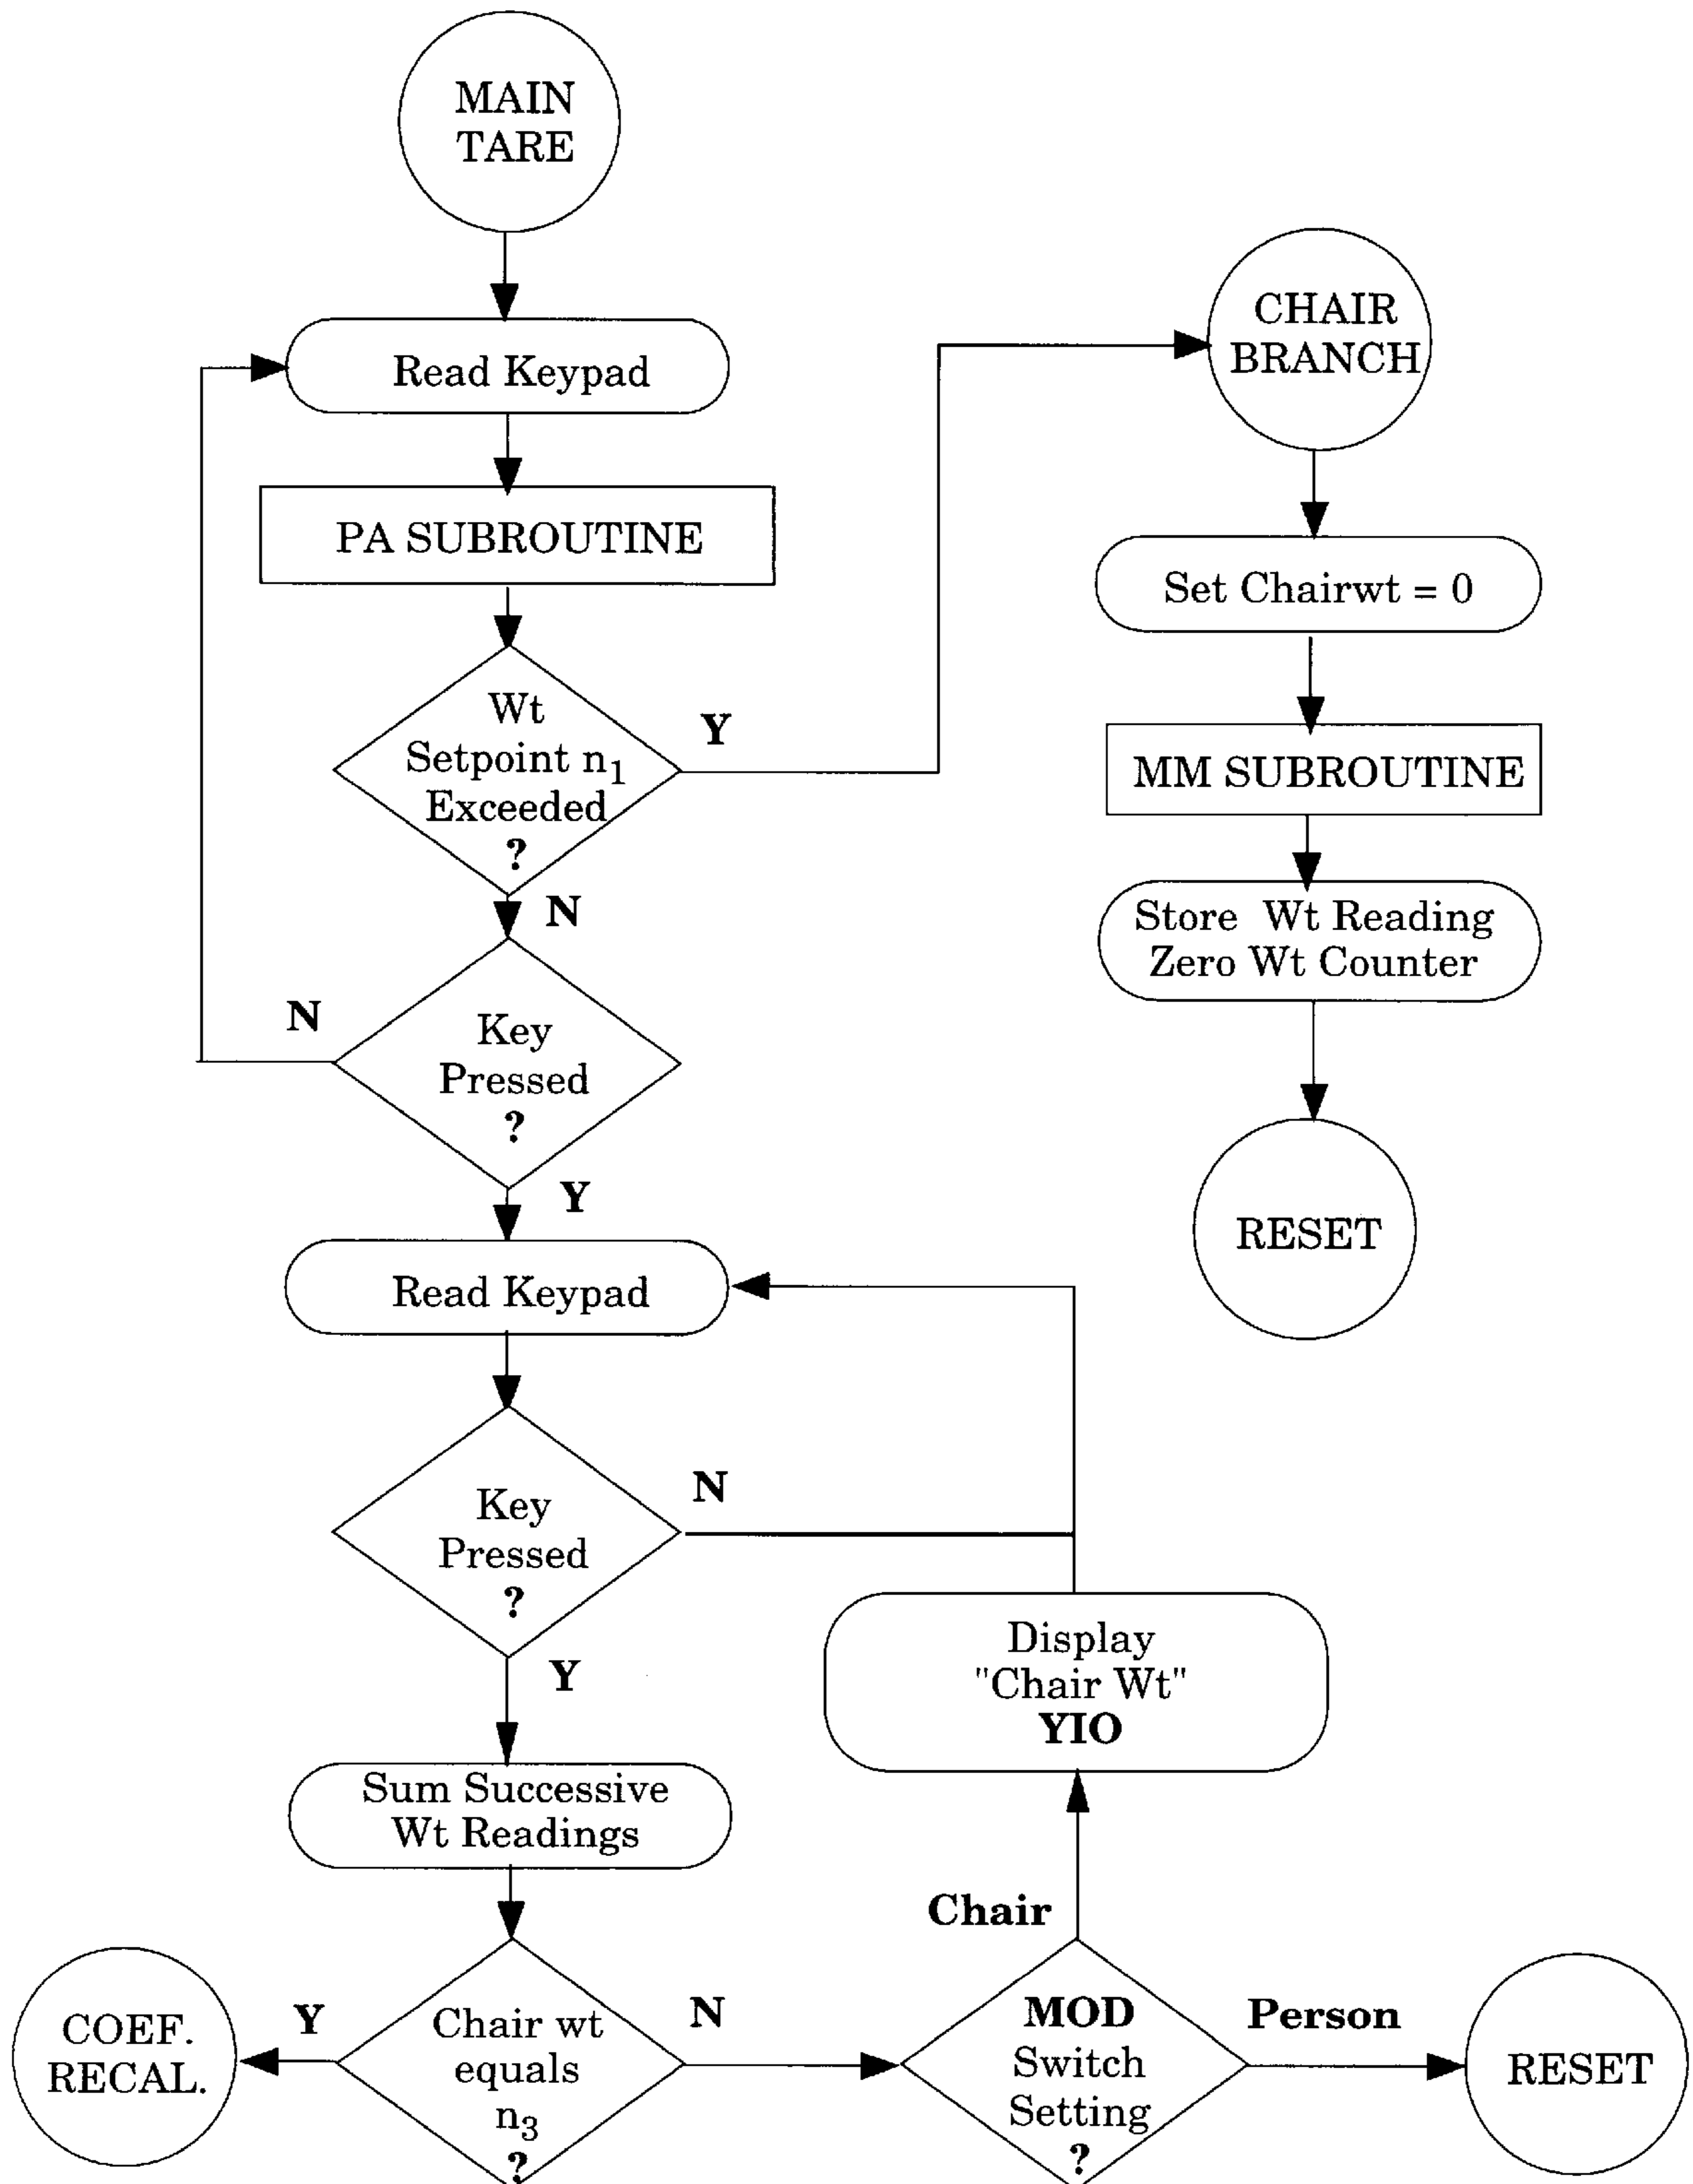 MAIN
TARE
Read Keypad
PA SUBROUTINE
Wt
Setpoint n₁
Exceeded
?
Y
N
Key
Pressed
?
N
Y
Read Keypad
Key
Pressed
?
N
Y
Sum Successive
Wt Readings
Chair wt
equals
n₃
?
Y
COEF.
RECAL.
N
MOD
Switch
Setting
?
Chair
Display
"Chair Wt"
YIO
Person
RESET
CHAIR
BRANCH
Set Chairwt = 0
MM SUBROUTINE
Store Wt Reading
Zero Wt Counter
RESET